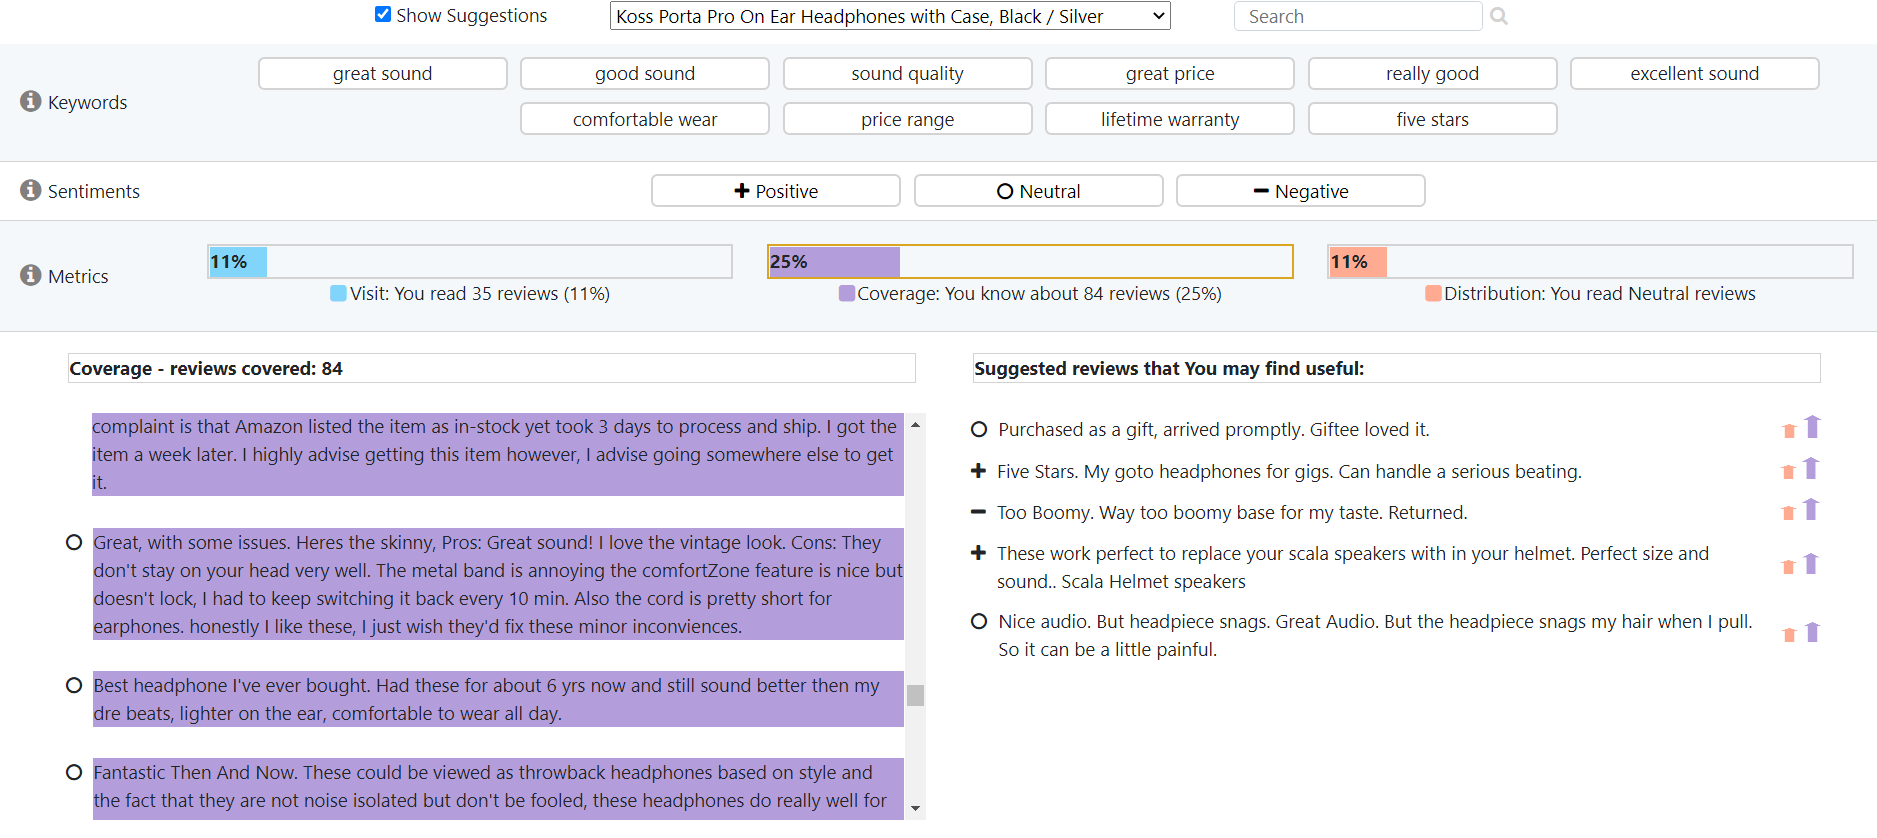 Show Suggestions
Koss Porta Pro On Ear Headphones with Case, Black / Silver
Search
Keywords
great sound
good sound
sound quality
great price
really good
excellent sound
comfortable wear
price range
lifetime warranty
five stars
Sentiments
Positive
Neutral
Negative
Metrics
11%
25%
11%
Visit: You read 35 reviews (11%)
Coverage: You know about 84 reviews (25%)
Distribution: You read Neutral reviews
Coverage - reviews covered: 84
complaint is that Amazon listed the item as in-stock yet took 3 days to process and ship. I got the
item a week later. I highly advise getting this item however, I advise going somewhere else to get
it.
Great, with some issues. Heres the skinny, Pros: Great sound! I love the vintage look. Cons: They
don't stay on your head very well. The metal band is annoying the comfortZone feature is nice but
doesn't lock, I had to keep switching it back every 10 min. Also the cord is pretty short for
earphones. honestly I like these, I just wish they'd fix these minor inconviences.
Best headphone I've ever bought. Had these for about 6 yrs now and still sound better then my
dre beats, lighter on the ear, comfortable to wear all day.
Fantastic Then And Now. These could be viewed as throwback headphones based on style and
the fact that they are not noise isolated but don't be fooled, these headphones do really well for
Suggested reviews that You may find useful:
Purchased as a gift, arrived promptly. Giftee loved it.
Five Stars. My goto headphones for gigs. Can handle a serious beating.
Too Boomy. Way too boomy base for my taste. Returned.
These work perfect to replace your scala speakers with in your helmet. Perfect size and
sound.. Scala Helmet speakers
Nice audio. But headpiece snags. Great Audio. But the headpiece snags my hair when I pull.
So it can be a little painful.